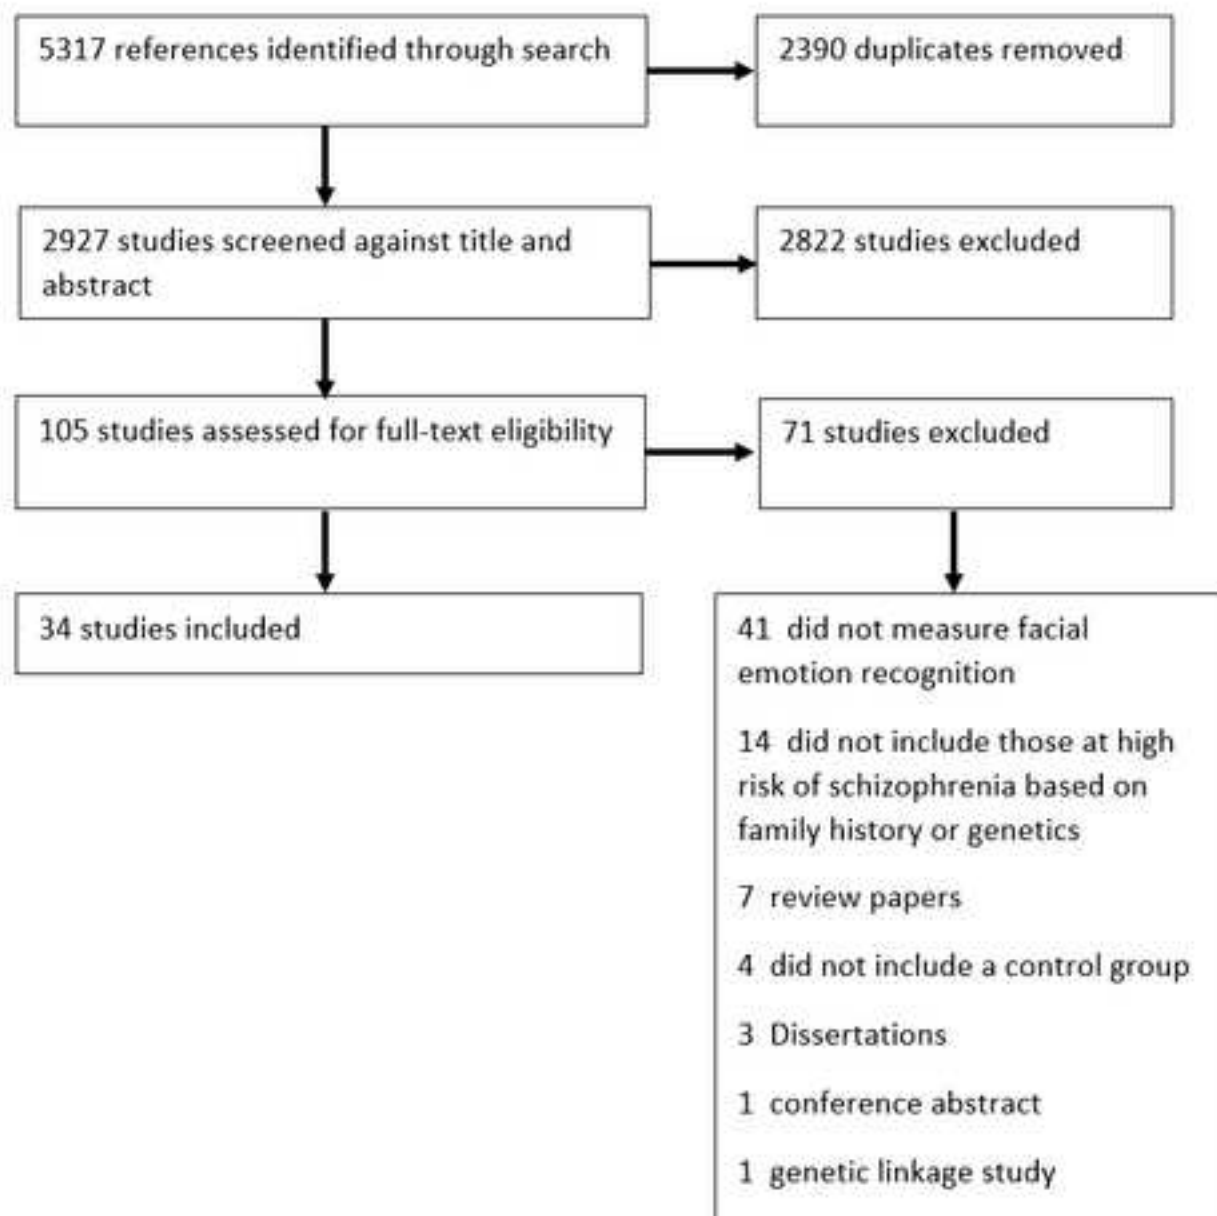 5317 references identified through search
2390 duplicates removed
2927 studies screened against title and
abstract
2822 studies excluded
105 studies assessed for full-text eligibility
71 studies excluded
34 studies included
41 did not measure facial
emotion recognition
14 did not include those at high
risk of schizophrenia based on
family history or genetics
7 review papers
4 did not include a control group
3 Dissertations
1 conference abstract
1 genetic linkage study